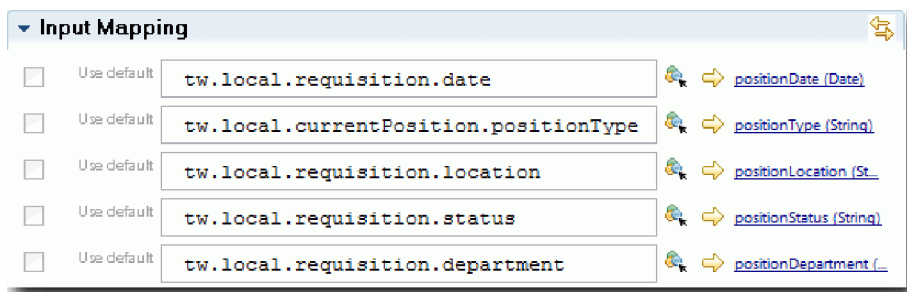 Input Mapping
Use default tw.local.requisition.date positionDate (Date)
Use default tw.local.currentPosition.positionType positionType (String)
Use default tw.local.requisition.location positionLocation (St...
Use default tw.local.requisition.status positionStatus (String)
Use default tw.local.requisition.department positionDepartment (...